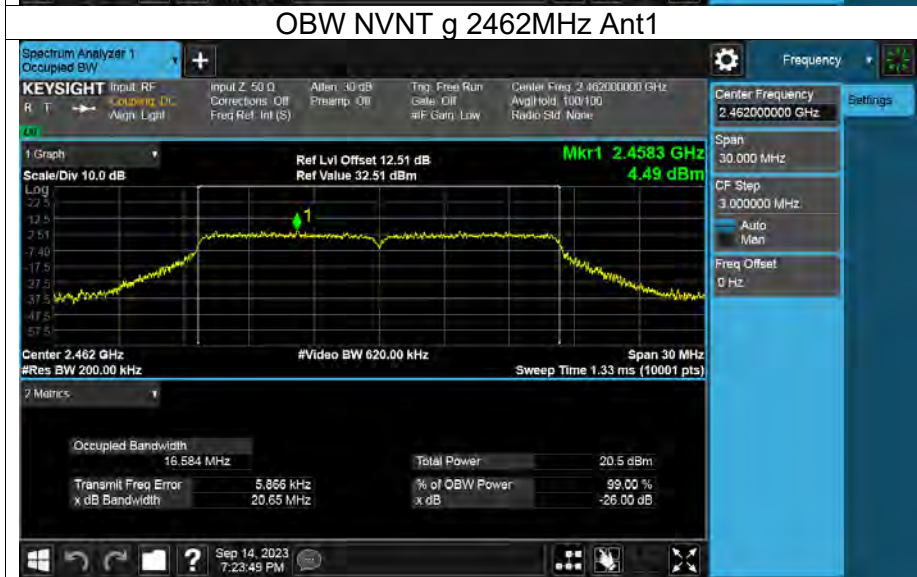 OBW NVNT g 2462MHz Ant1
Spectrum Analyzer 1
Occupied BW
+
Frequency
KEYSIGHT
Input: RF
Input Z: 50 Ω
Atten: 30 dB
Trig: Free Run
Center Freq: 2.462000000 GHz
R T
Coupling: DC
Corrections: Off
Preamp: Off
Gate: Off
Avg|Hold: 100/100
Align: Light
Freq Ref: Int (S)
#IF Gain: Low
Radio Std: None
Center Frequency
2.462000000 GHz
Settings
Span
30.000 MHz
CF Step
3.000000 MHz
Auto
Man
Freq Offset
0 Hz
1 Graph
Scale/Div 10.0 dB
Ref Lvl Offset 12.51 dB
Ref Value 32.51 dBm
Mkr1 2.4583 GHz
4.49 dBm
Log
22.5
12.5
2.51
-7.49
-17.5
-27.5
-37.5
-47.5
-57.5
1
Center 2.462 GHz
#Video BW 620.00 kHz
Span 30 MHz
#Res BW 200.00 kHz
Sweep Time 1.33 ms (10001 pts)
2 Metrics
Occupied Bandwidth
16.584 MHz
Total Power 20.5 dBm
Transmit Freq Error 5.866 kHz
% of OBW Power 99.00 %
x dB Bandwidth 20.65 MHz
x dB -26.00 dB
?
Sep 14, 2023
7:23:49 PM